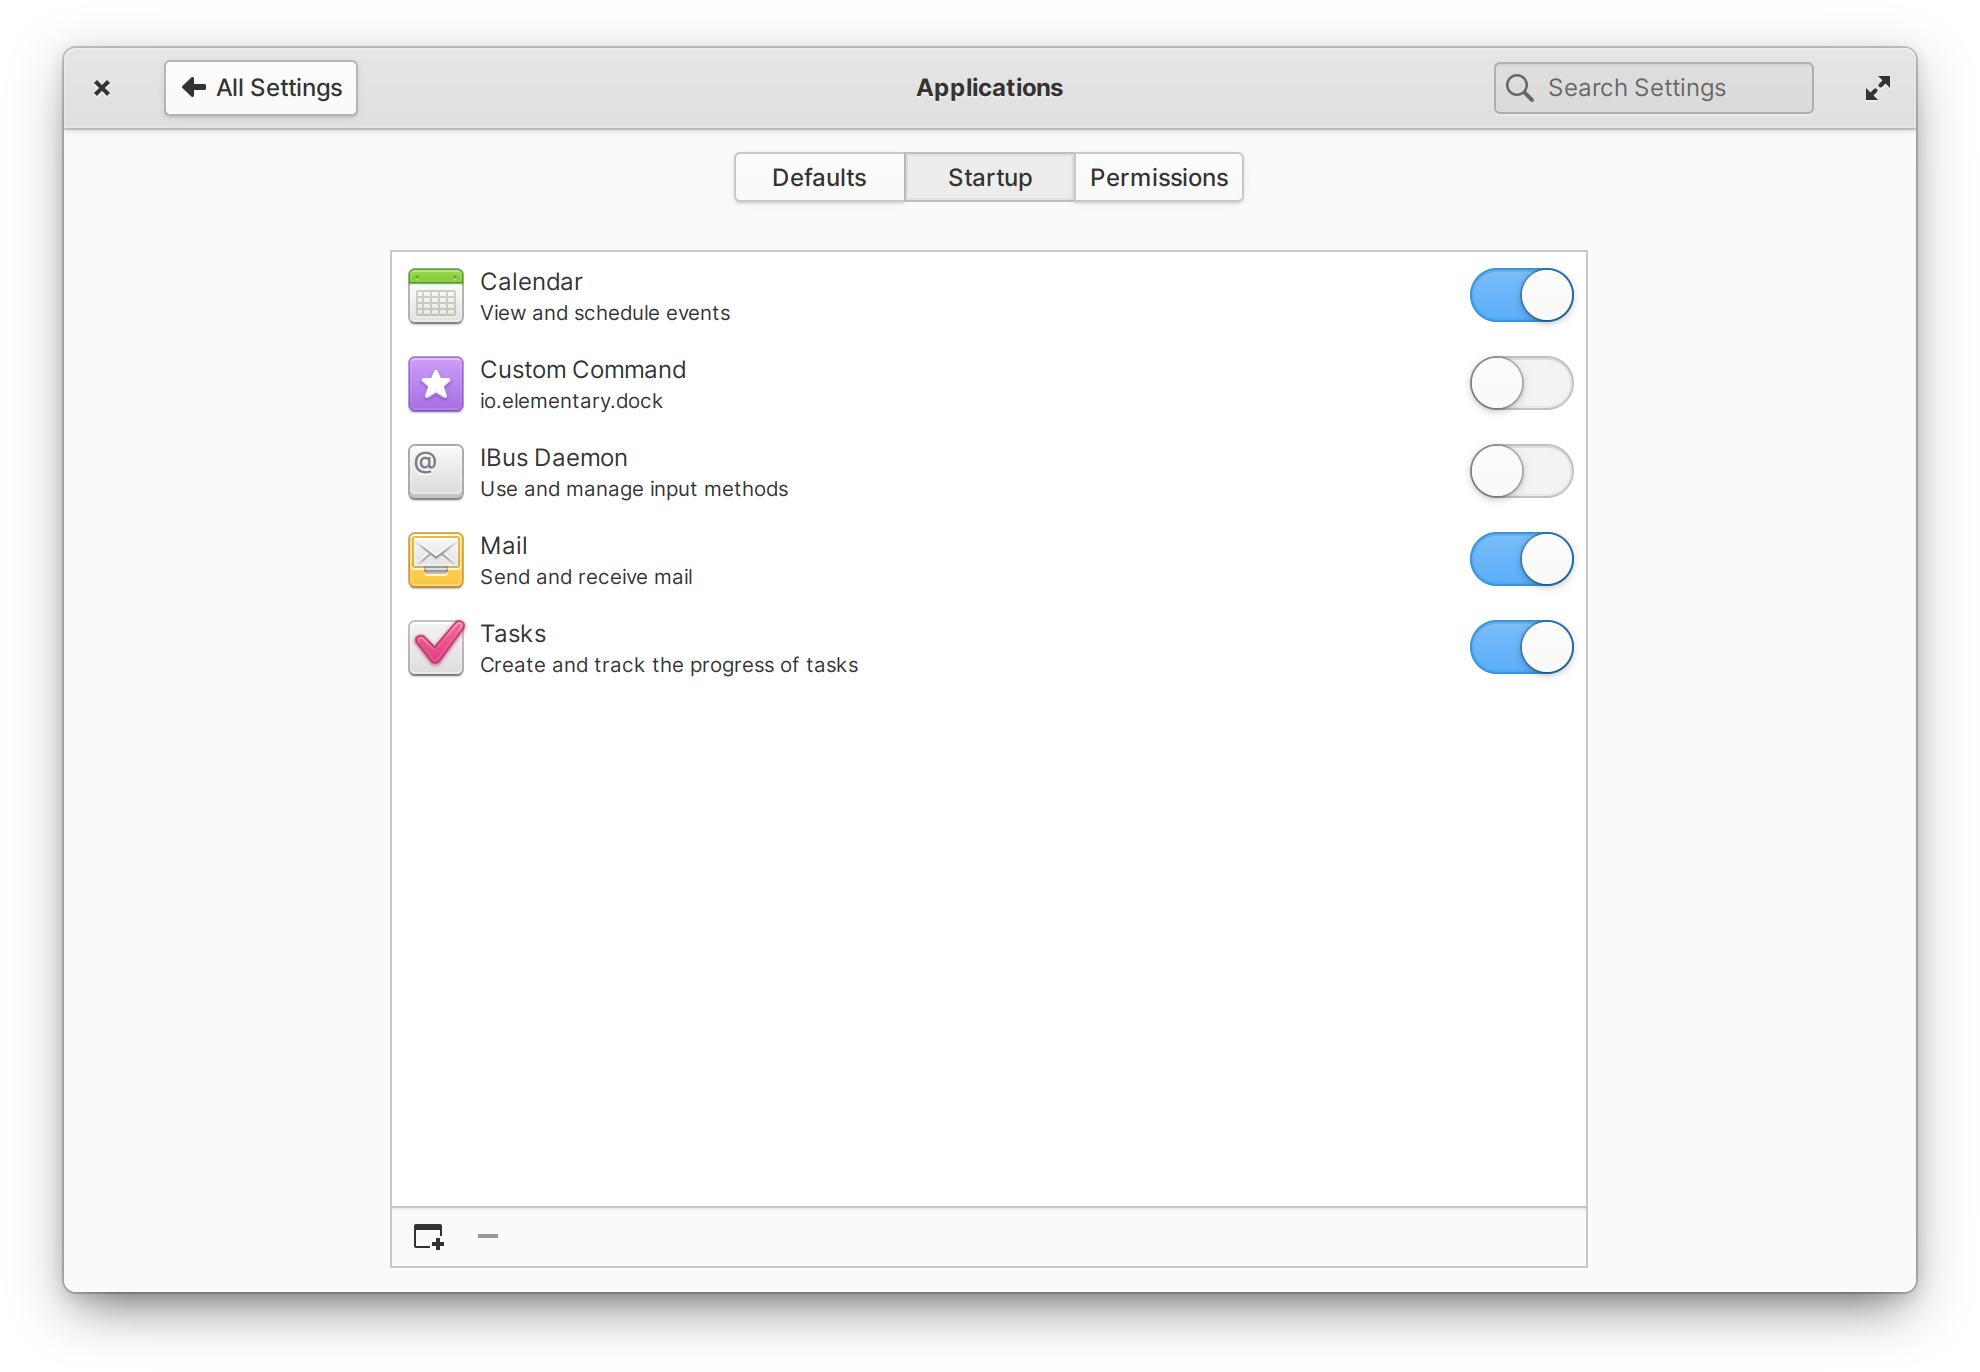 All Settings
Applications
Search Settings
Defaults
Startup
Permissions
Calendar
View and schedule events
Custom Command
io.elementary.dock
@
IBus Daemon
Use and manage input methods
Mail
Send and receive mail
Tasks
Create and track the progress of tasks